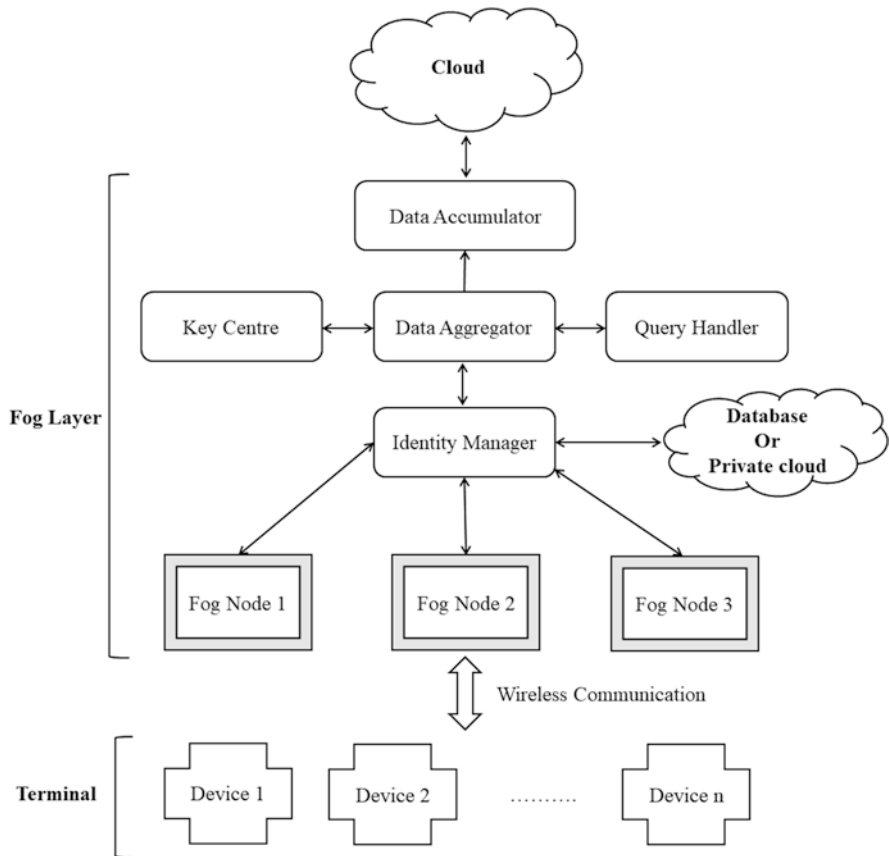 Cloud
Data Accumulator
Key Centre
Data Aggregator
Query Handler
Fog Layer
Identity Manager
Database
Or
Private cloud
Fog Node 1
Fog Node 2
Fog Node 3
Wireless Communication
Terminal
Device 1
Device 2
..........
Device n